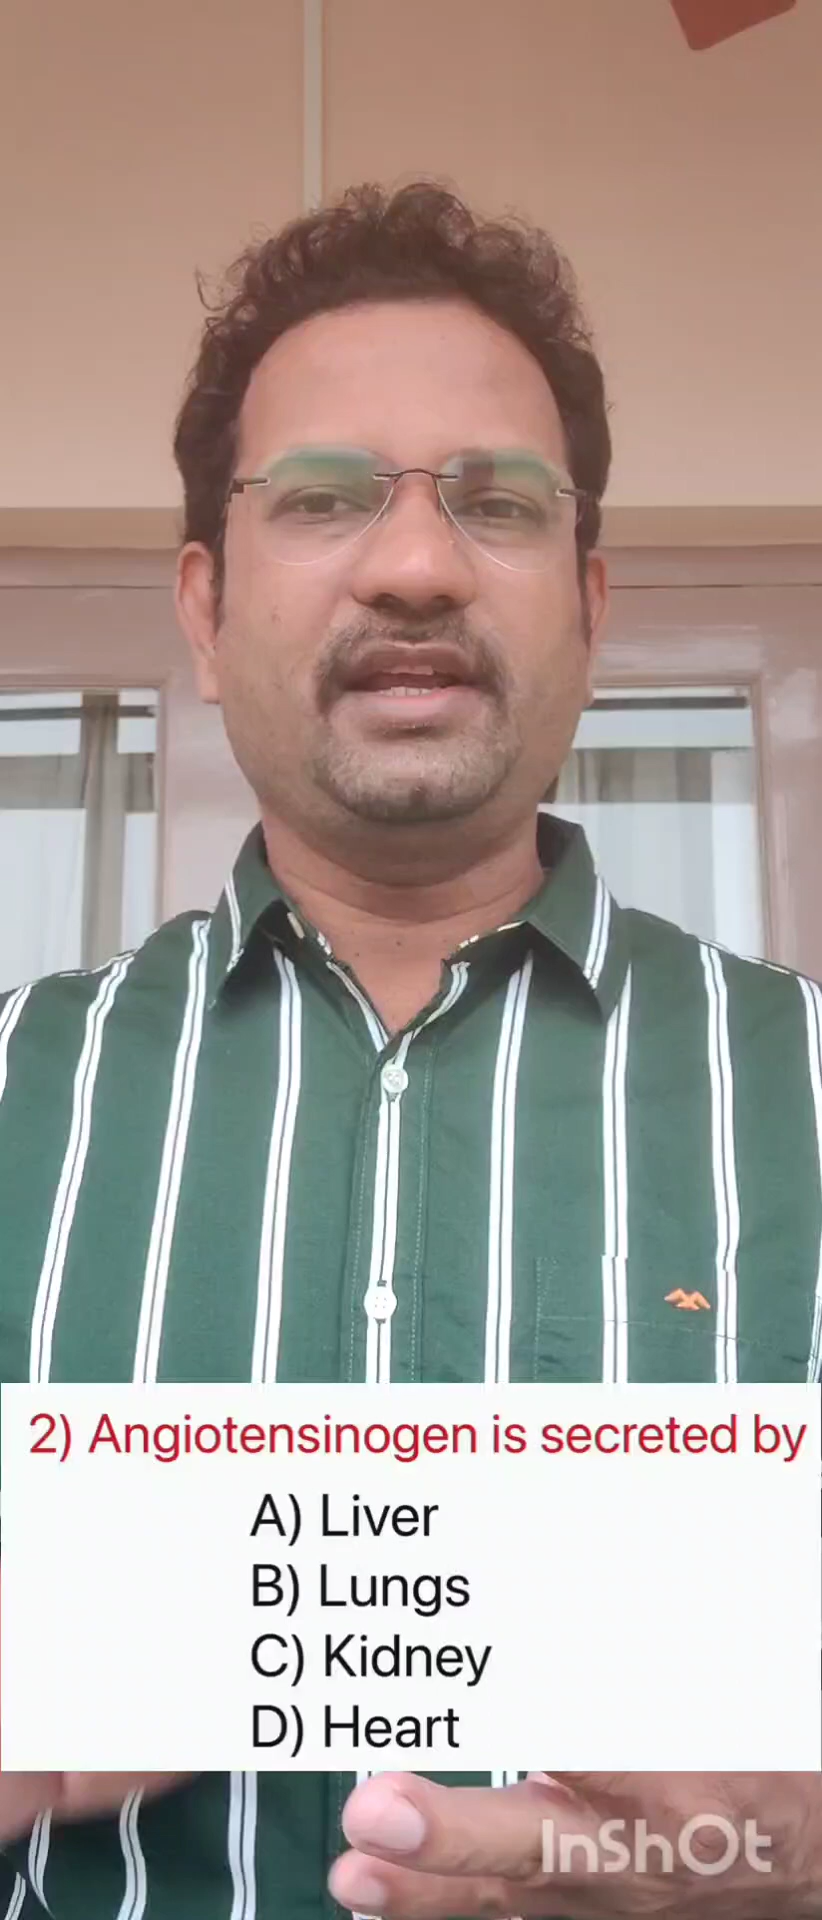 2) Angiotensinogen is secreted by
A) Liver
B) Lungs
C) Kidney
D) Heart
InShOt